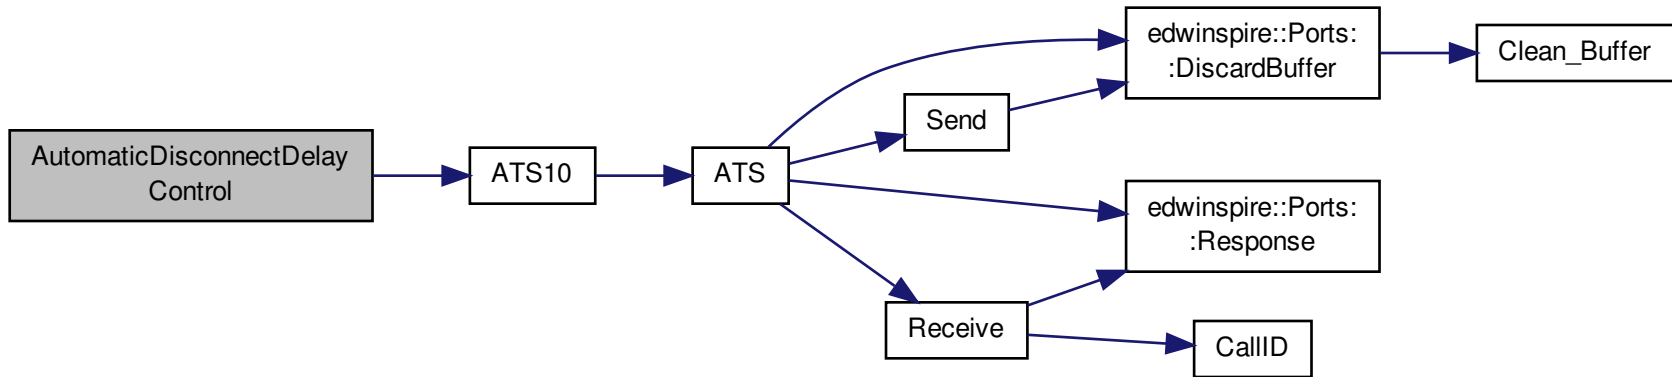 AutomaticDisconnectDelay
Control
ATS10
ATS
Send
Receive
edwinspire::Ports:
:DiscardBuffer
edwinspire::Ports:
:Response
CallID
Clean_Buffer